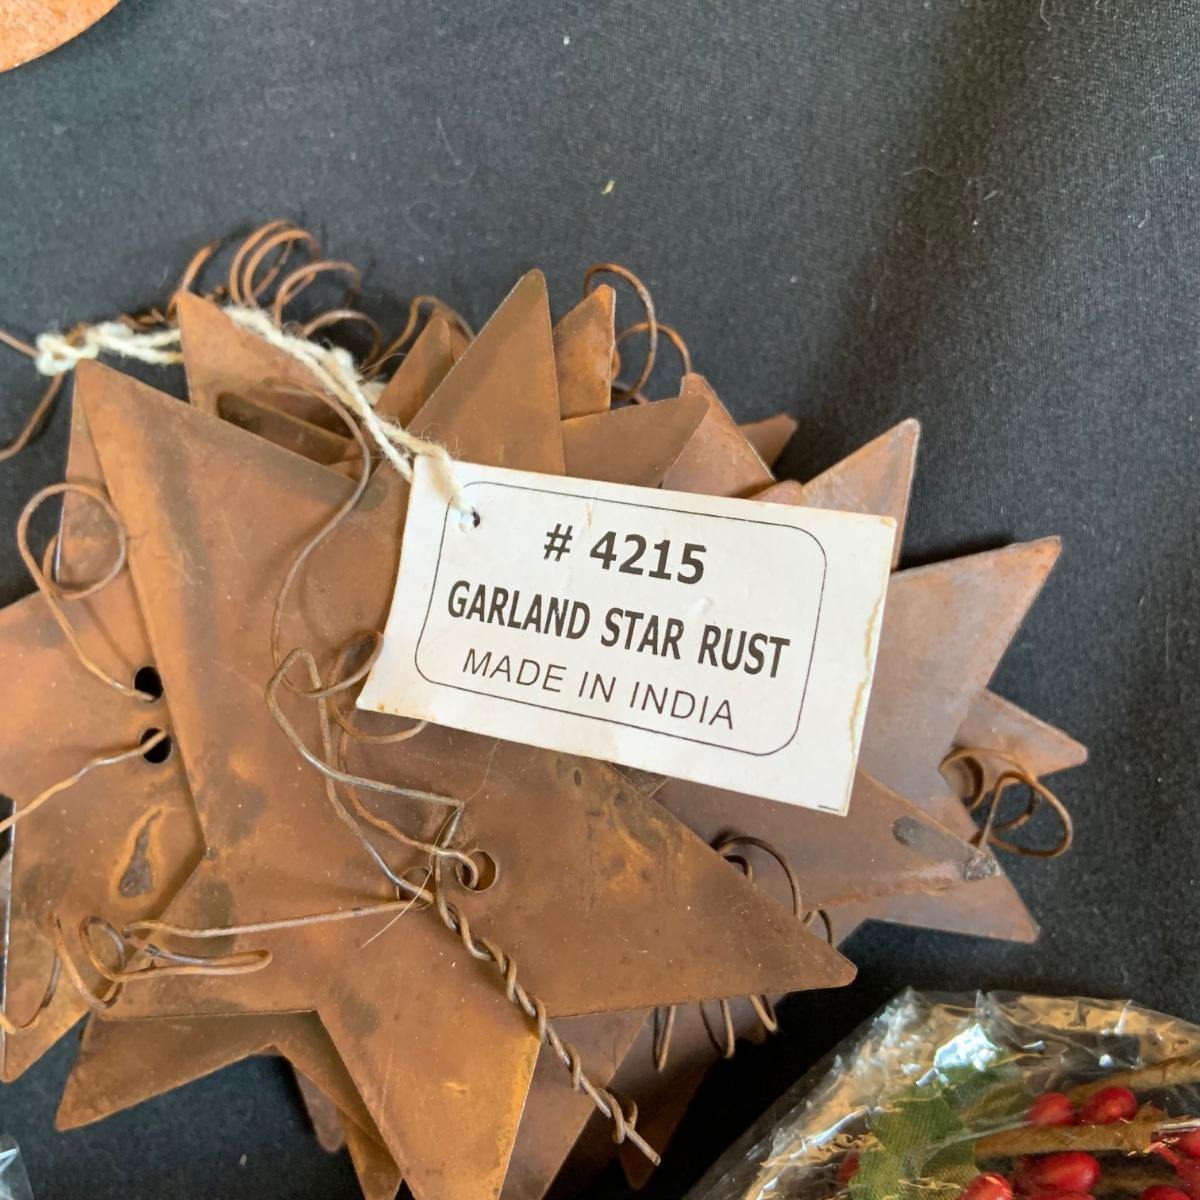 # 4215
GARLAND STAR RUST
MADE IN INDIA